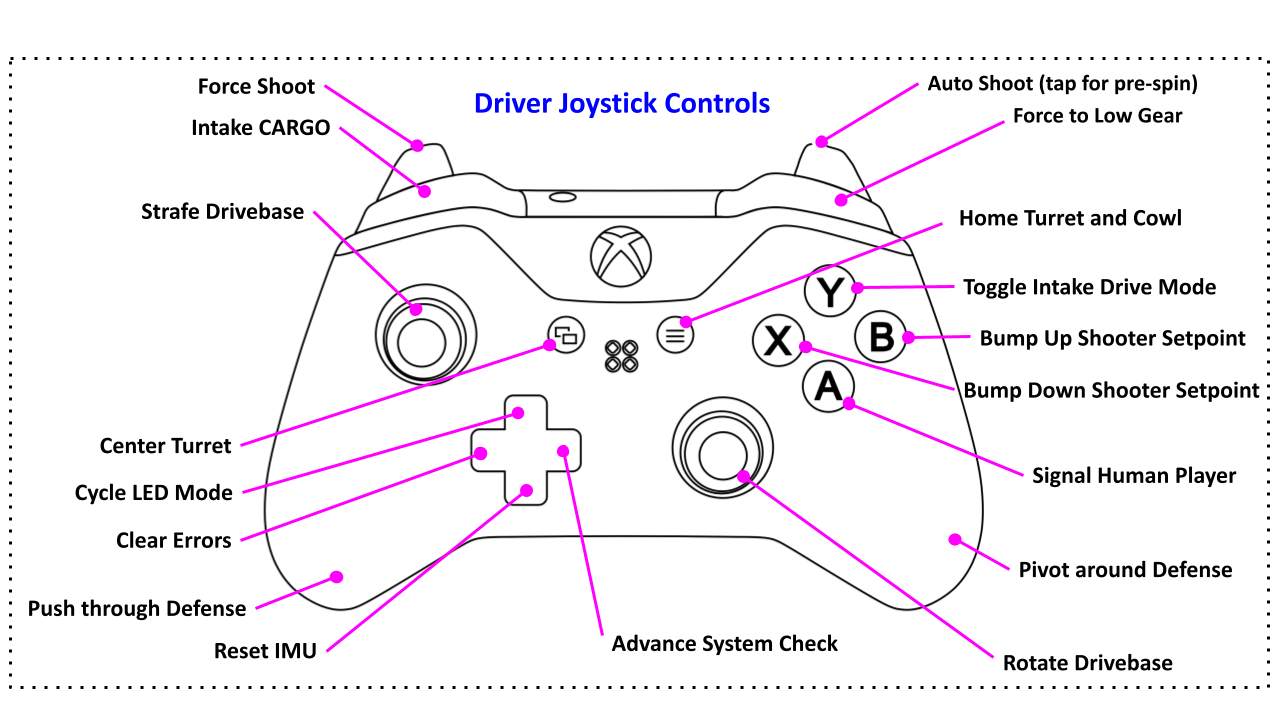 Driver Joystick Controls
Force Shoot
Intake CARGO
Strafe Drivebase
Center Turret
Cycle LED Mode
Clear Errors
Push through Defense
Reset IMU
Auto Shoot (tap for pre-spin)
Force to Low Gear
Home Turret and Cowl
Toggle Intake Drive Mode
Bump Up Shooter Setpoint
Bump Down Shooter Setpoint
Signal Human Player
Pivot around Defense
Rotate Drivebase
Advance System Check
Y
X
B
A